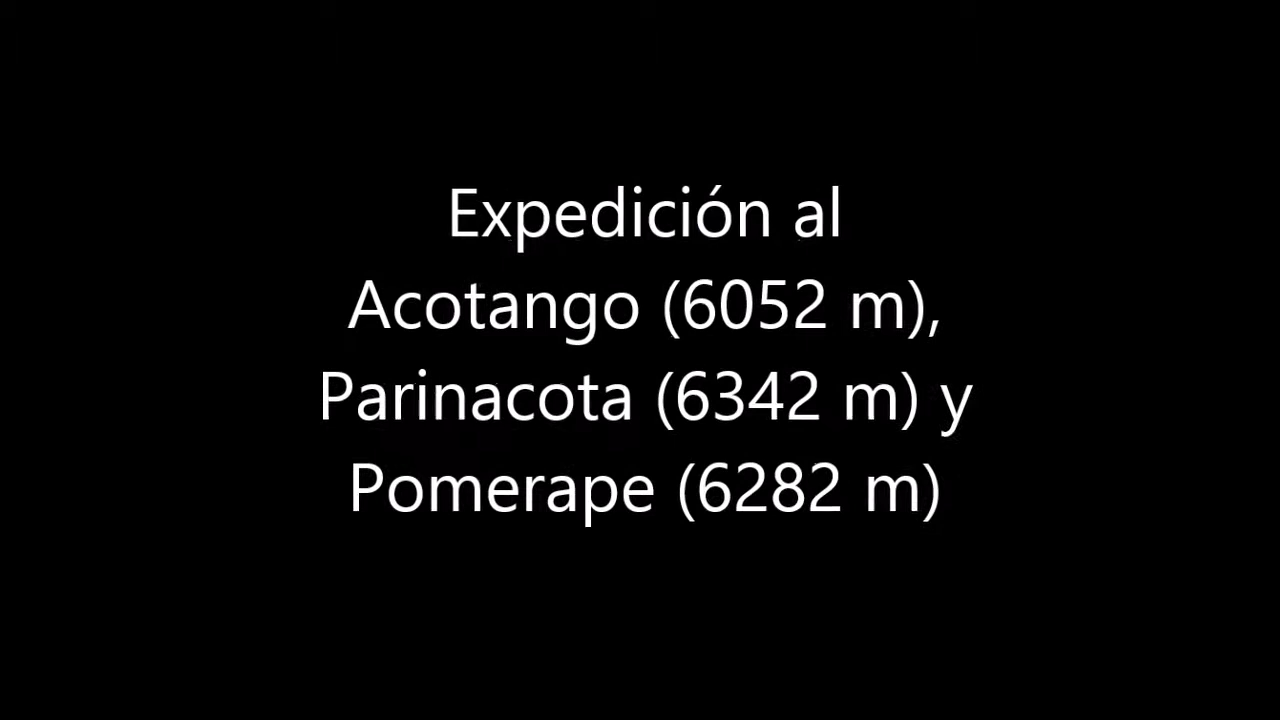 Expedición al
Acotango (6052 m),
Parinacota (6342 m) y
Pomerape (6282 m)